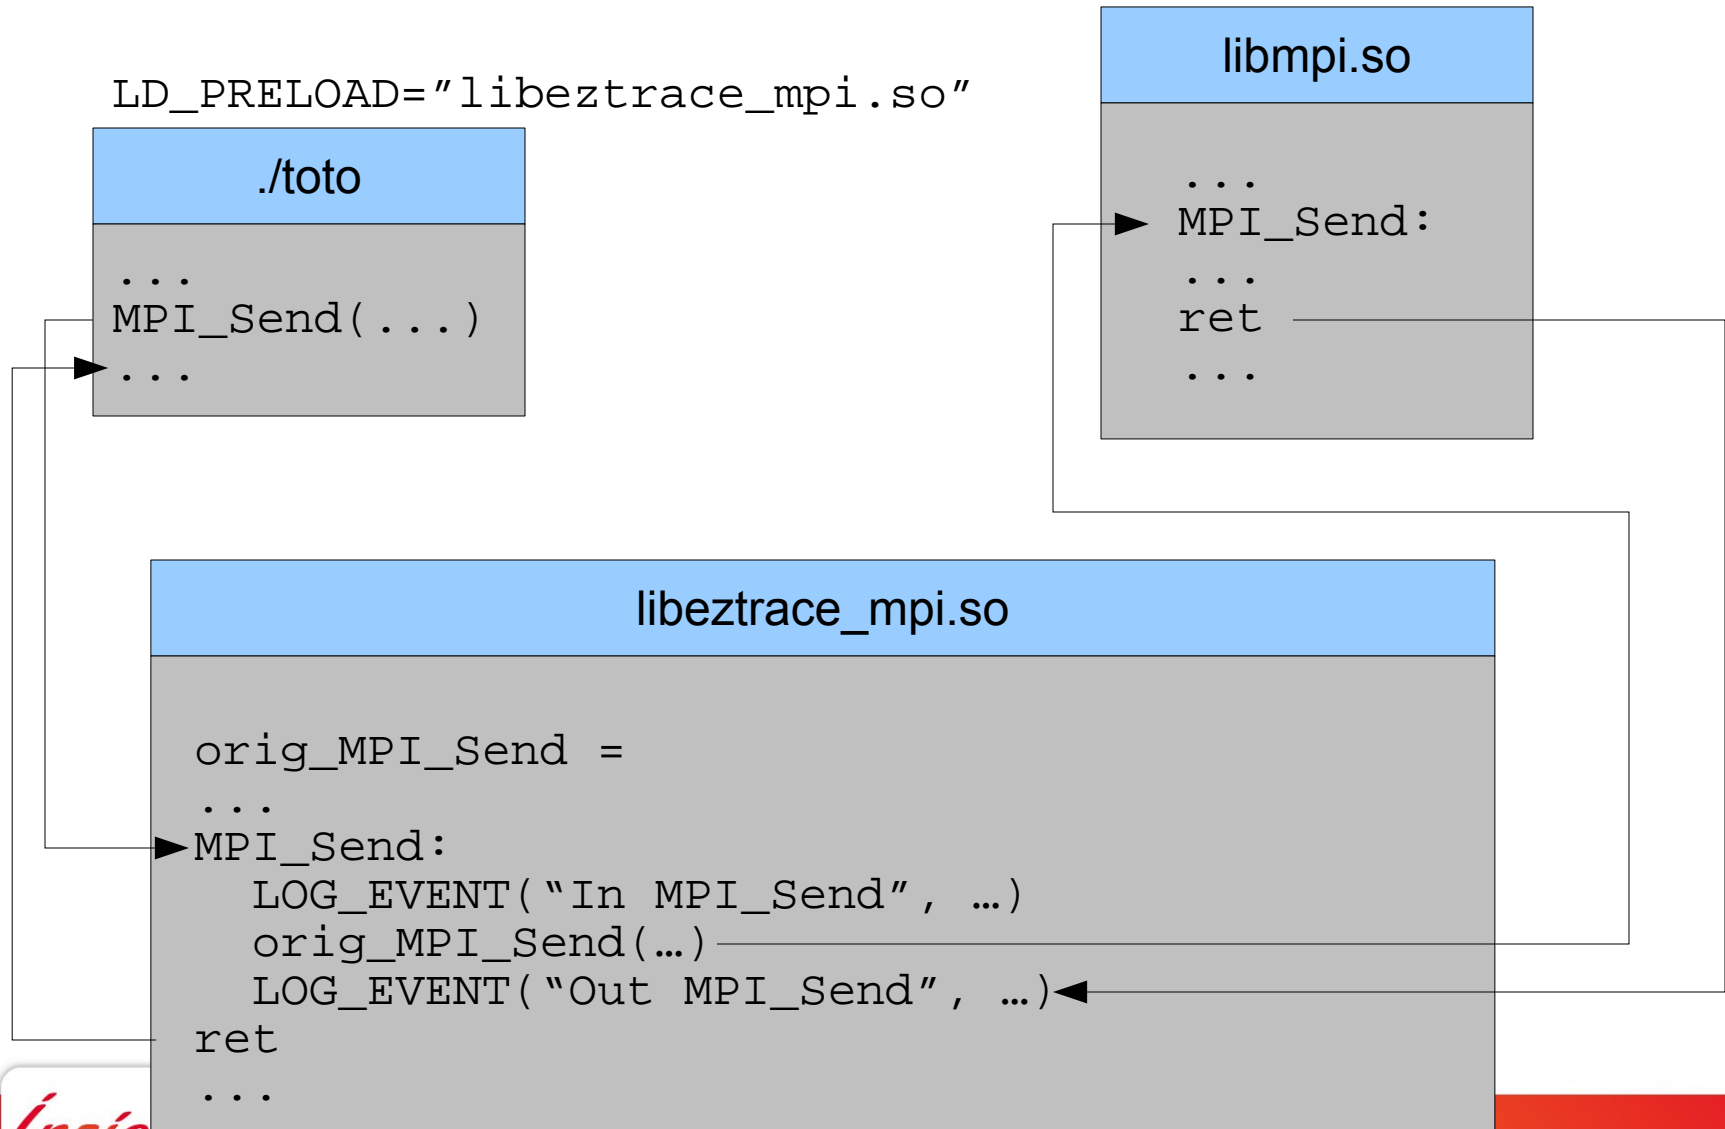 LD_PRELOAD=”libeztrace_mpi.so”
./toto
...
MPI_Send(...)
...
libmpi.so
...
MPI_Send:
...
ret
...
libeztrace_mpi.so
orig_MPI_Send =
...
MPI_Send:
LOG_EVENT(“In MPI_Send”, …)
orig_MPI_Send(…)
LOG_EVENT(“Out MPI_Send”, …)
ret
...